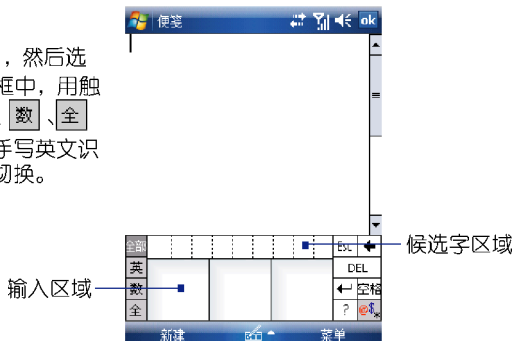 便笺 ok
，然后选
框中，用触
数、全
手写英文识
切换。
全部 Esc
候选字区域
英 DEL
输入区域
数 空格
全 ?@$
新建 菜单